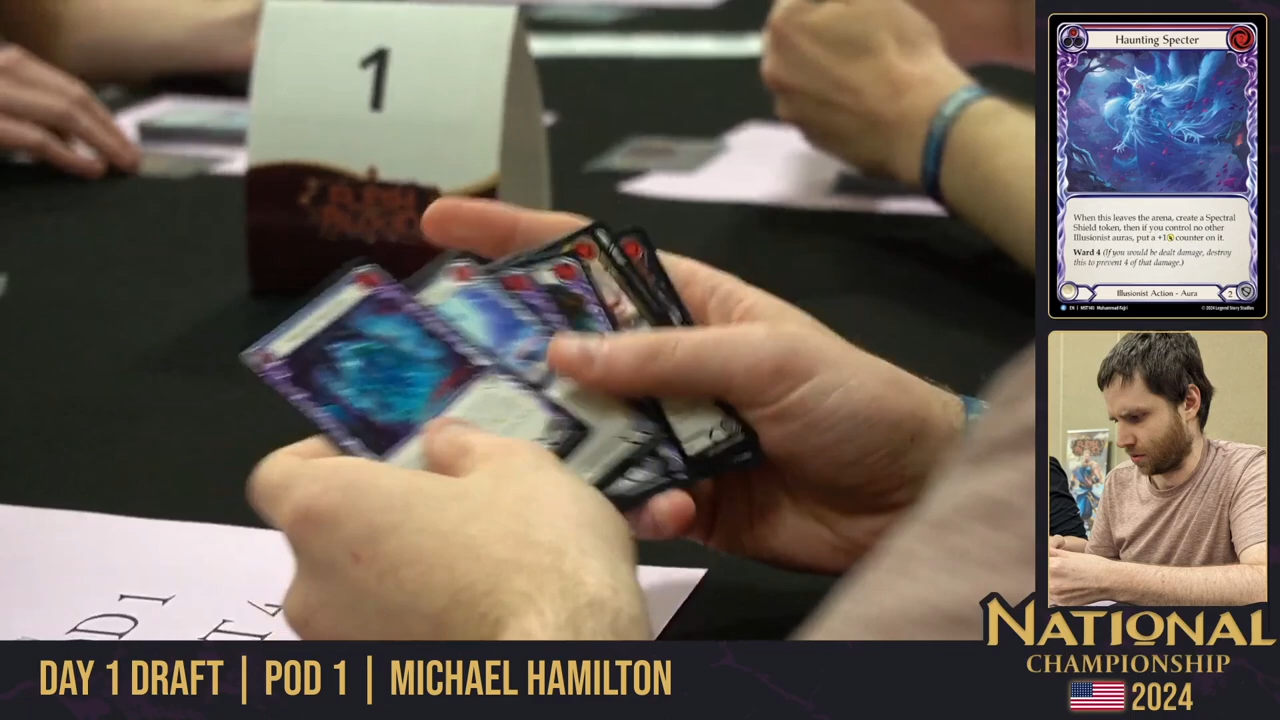 1
Haunting Specter
When this leaves the arena, create a Spectral
Shield token, then if you control no other
Illusionist auras, put a +1 counter on it.
Ward 4 (If you would be dealt damage, destroy
this to prevent 4 of that damage.)
Illusionist Action - Aura
2
DAY 1 DRAFT | POD 1 | MICHAEL HAMILTON
NATIONAL
CHAMPIONSHIP
2024